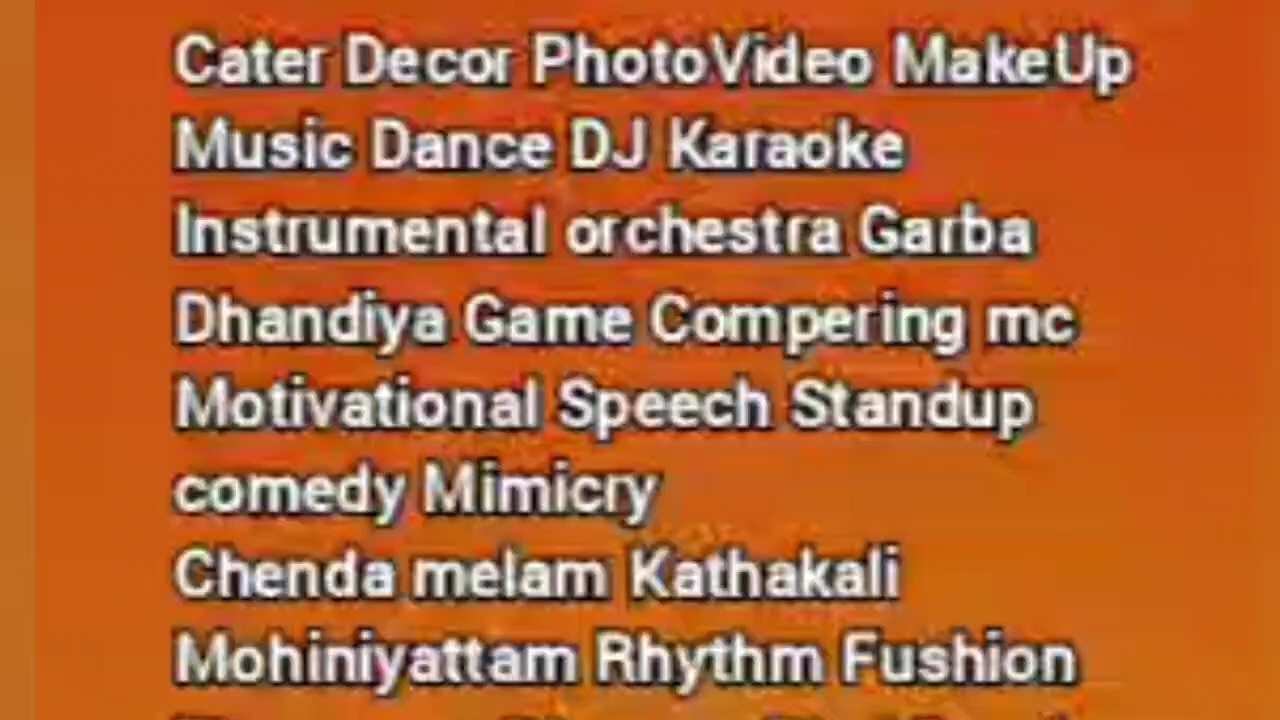 Cater Decor PhotoVideo MakeUp
Music Dance DJ Karaoke
Instrumental orchestra Garba
Dhandiya Game Compering mc
Motivational Speech Standup
comedy Mimicry
Chenda melam Kathakali
Mohiniyattam Rhythm Fushion